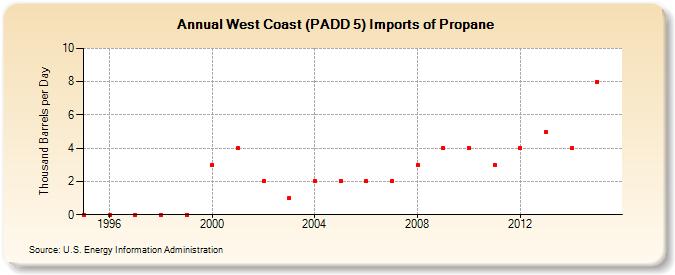 Annual West Coast (PADD 5) Imports of Propane
Thousand Barrels per Day
10
8
6
4
2
0
1996 2000 2004 2008 2012
Source: U.S. Energy Information Administration